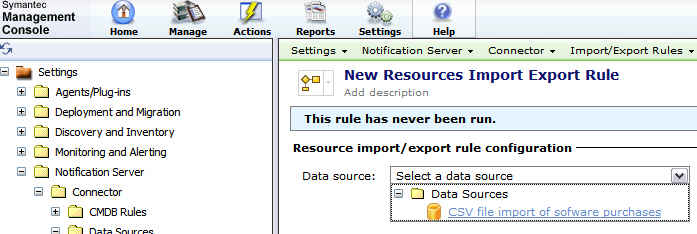 Symantec
Management
Console
Home
Manage
Actions
Reports
Settings
Help
Settings
Agents/Plug-ins
Deployment and Migration
Discovery and Inventory
Monitoring and Alerting
Notification Server
Connector
CMDB Rules
Data Sources
Settings Notification Server Connector Import/Export Rules
New Resources Import Export Rule
Add description
This rule has never been run.
Resource import/export rule configuration
Data source: Select a data source
Data Sources
CSV file import of sofware purchases